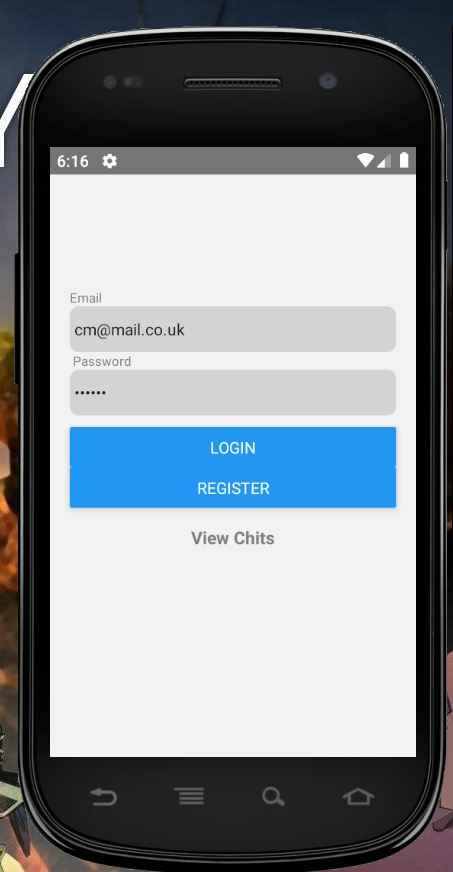 6:16
Email
cm@mail.co.uk
Password
••••••
LOGIN
REGISTER
View Chits